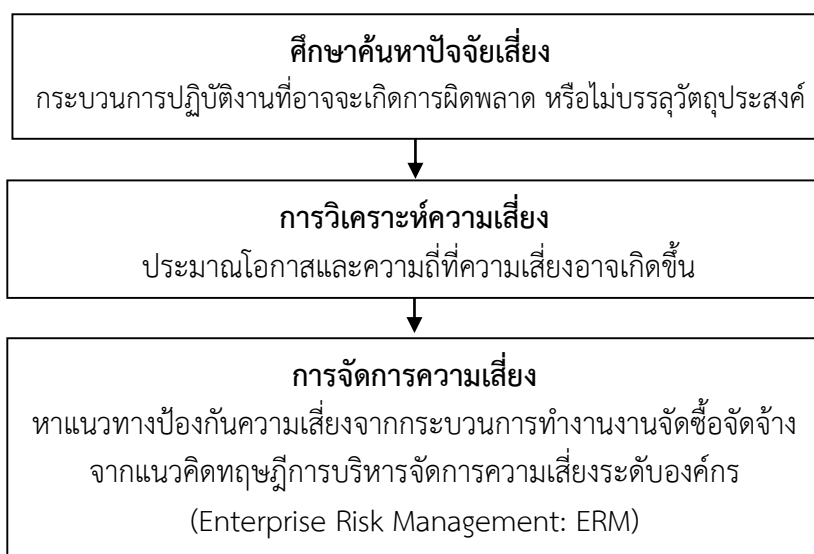 ศึกษาค้นหาปัจจัยเสี่ยง
กระบวนการปฏิบัติงานที่อาจจะเกิดการผิดพลาด หรือไม่บรรลุวัตถุประสงค์
การวิเคราะห์ความเสี่ยง
ประมาณโอกาสและความถี่ที่ความเสี่ยงอาจเกิดขึ้น
การจัดการความเสี่ยง
หาแนวทางป้องกันความเสี่ยงจากกระบวนการทำงานงานจัดซื้อจัดจ้าง
จากแนวคิดทฤษฎีการบริหารจัดการความเสี่ยงระดับองค์กร
(Enterprise Risk Management: ERM)